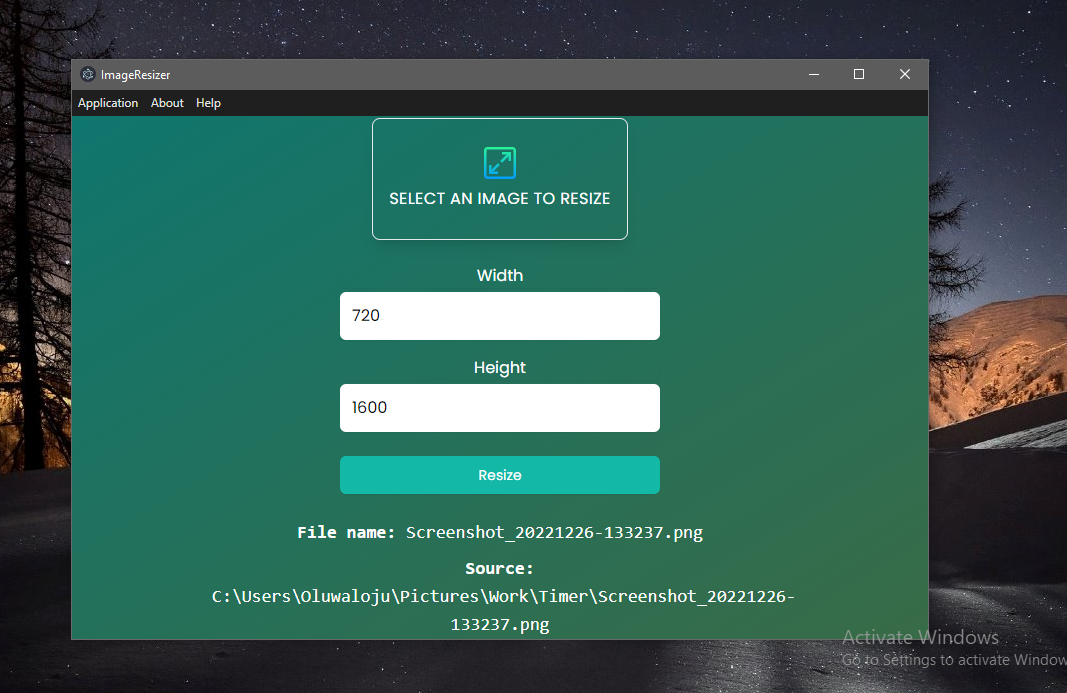 ImageResizer
Application About Help
SELECT AN IMAGE TO RESIZE
Width
720
Height
1600
Resize
File name: Screenshot_20221226-133237.png
Source:
C:\Users\Oluwaloju\Pictures\Work\Timer\Screenshot_20221226-
133237.png
Activate Windows
Go to Settings to activate Window